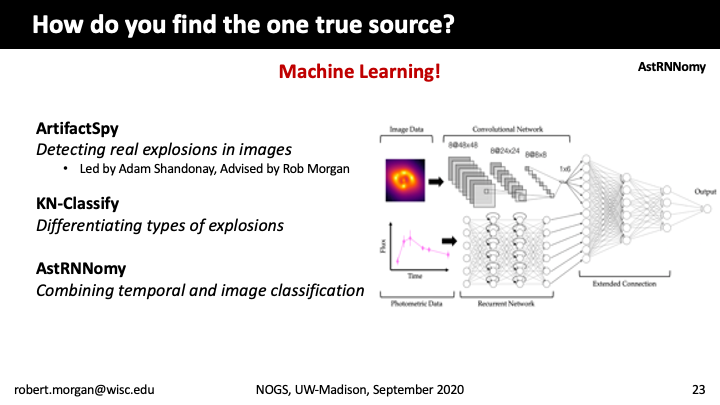 How do you find the one true source?
Machine Learning!
AstRNNomy
ArtifactSpy
Detecting real explosions in images
• Led by Adam Shandonay, Advised by Rob Morgan
KN-Classify
Differentiating types of explosions
AstRNNomy
Combining temporal and image classification
Image Data
Convolutional Network
8@48x48
8@24x24
8@8x8
1x6
Output
Flux
Time
Photometric Data
Recurrent Network
Extended Connection
robert.morgan@wisc.edu
NOGS, UW-Madison, September 2020
23